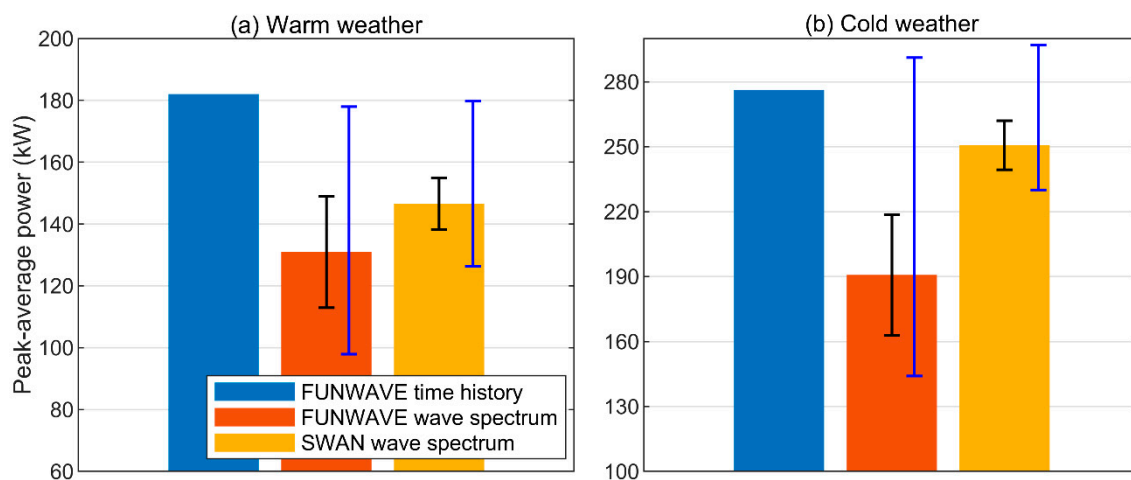 (a) Warm weather
(b) Cold weather
Peak-average power (kW)
200
180
160
140
120
100
80
60
FUNWAVE time history
FUNWAVE wave spectrum
SWAN wave spectrum
280
250
220
190
160
130
100